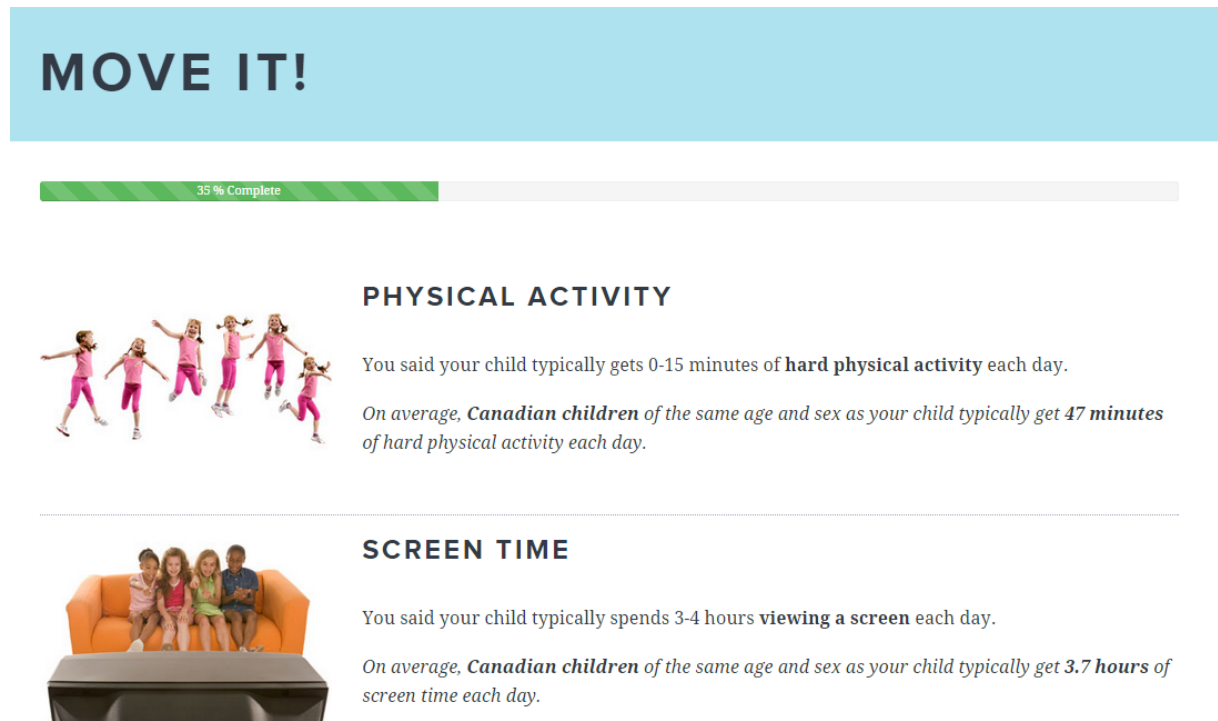 MOVE IT!
35 % Complete
PHYSICAL ACTIVITY
You said your child typically gets 0-15 minutes of hard physical activity each day.
On average, Canadian children of the same age and sex as your child typically get 47 minutes
of hard physical activity each day.
SCREEN TIME
You said your child typically spends 3-4 hours viewing a screen each day.
On average, Canadian children of the same age and sex as your child typically get 3.7 hours of
screen time each day.